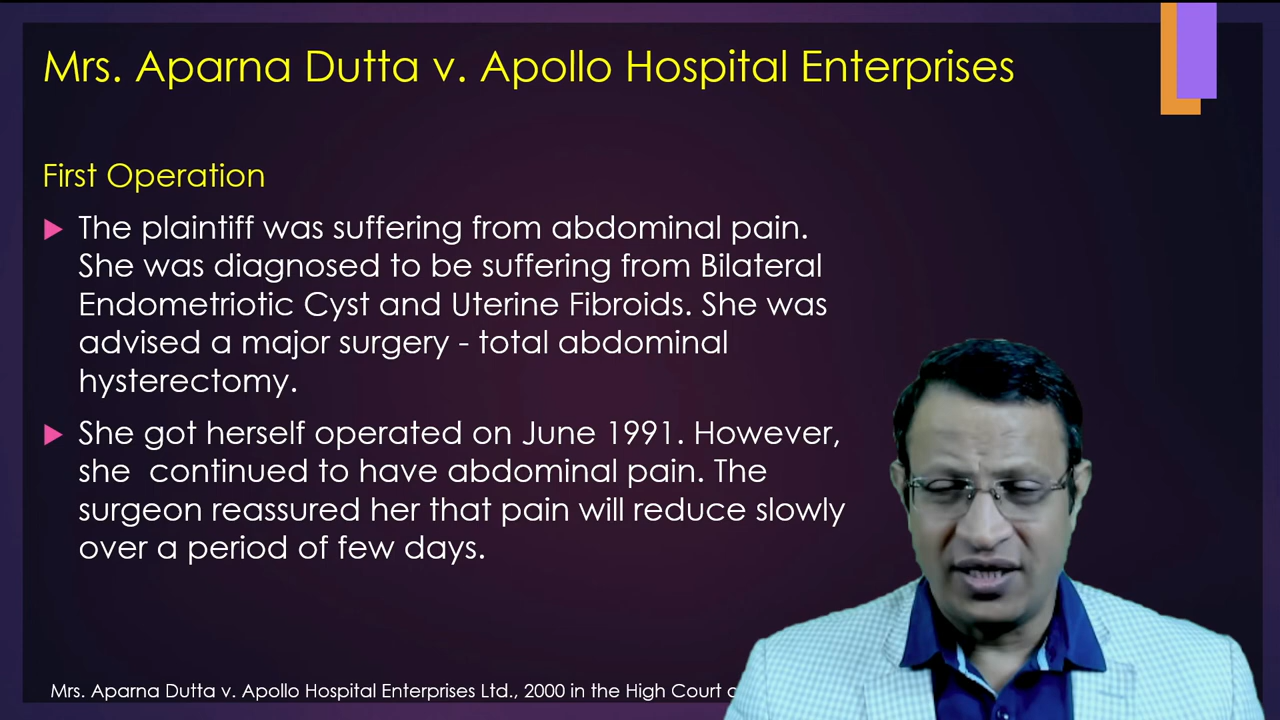 Mrs. Aparna Dutta v. Apollo Hospital Enterprises
First Operation
The plaintiff was suffering from abdominal pain.
She was diagnosed to be suffering from Bilateral
Endometriotic Cyst and Uterine Fibroids. She was
advised a major surgery - total abdominal
hysterectomy.
She got herself operated on June 1991. However,
she continued to have abdominal pain. The
surgeon reassured her that pain will reduce slowly
over a period of few days.
Mrs. Aparna Dutta v. Apollo Hospital Enterprises Ltd., 2000 in the High Court